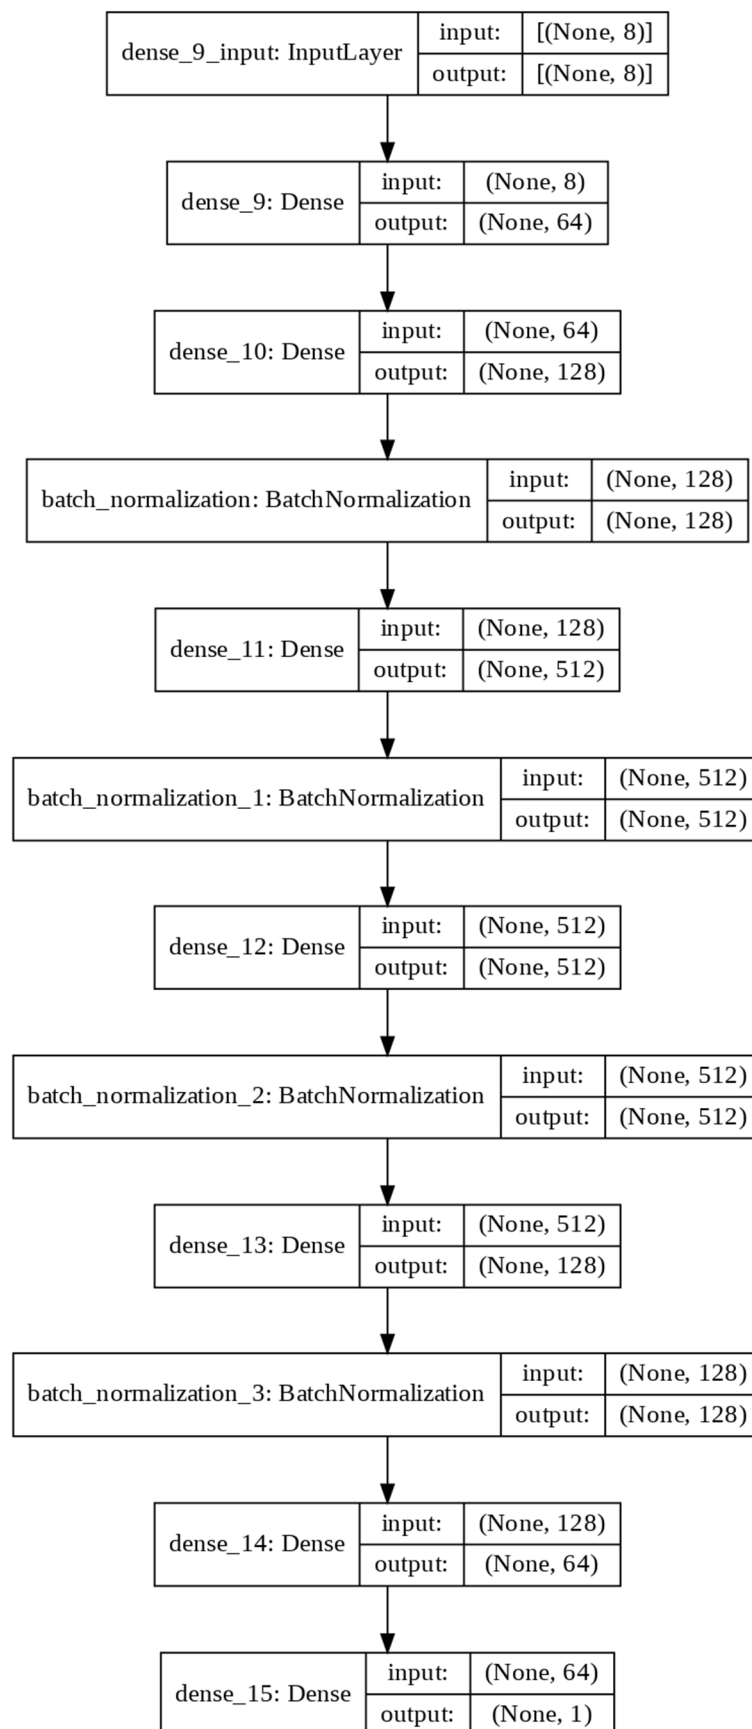 dense_9_input: InputLayer
input: [(None, 8)]
output: [(None, 8)]
dense_9: Dense
input: (None, 8)
output: (None, 64)
dense_10: Dense
input: (None, 64)
output: (None, 128)
batch_normalization: BatchNormalization
input: (None, 128)
output: (None, 128)
dense_11: Dense
input: (None, 128)
output: (None, 512)
batch_normalization_1: BatchNormalization
input: (None, 512)
output: (None, 512)
dense_12: Dense
input: (None, 512)
output: (None, 512)
batch_normalization_2: BatchNormalization
input: (None, 512)
output: (None, 512)
dense_13: Dense
input: (None, 512)
output: (None, 128)
batch_normalization_3: BatchNormalization
input: (None, 128)
output: (None, 128)
dense_14: Dense
input: (None, 128)
output: (None, 64)
dense_15: Dense
input: (None, 64)
output: (None, 1)